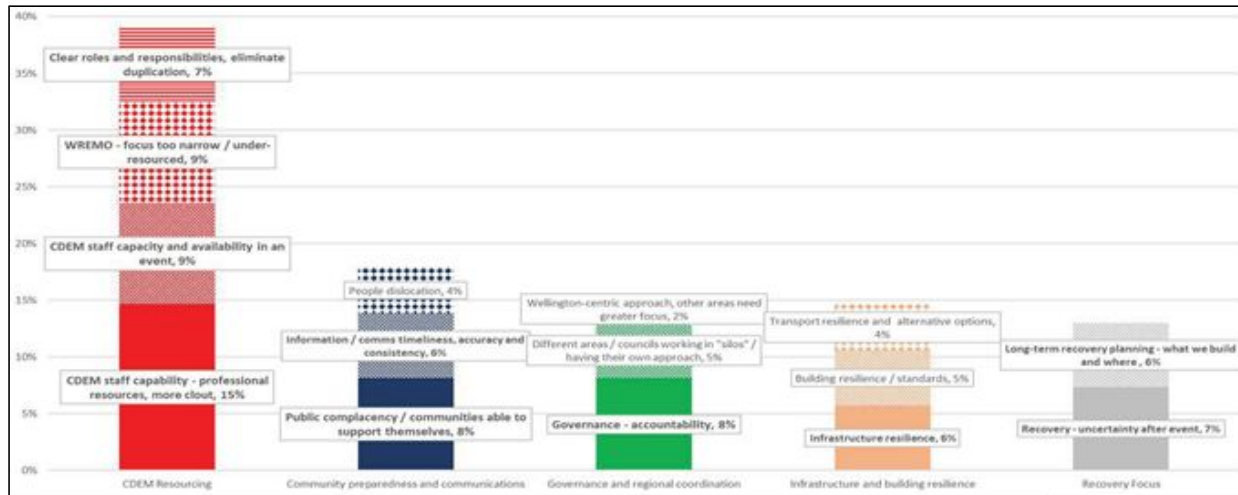 40%
35%
30%
25%
20%
15%
10%
5%
0%
Clear roles and responsibilities, eliminate
duplication, 7%
WREMO - focus too narrow / under-
resourced, 9%
CDEM staff capacity and availability in an
event, 9%
CDEM staff capability - professional
resources, more clout, 15%
CDEM Resourcing
People dislocation, 4%
Information / comms timeliness, accuracy and
consistency, 6%
Public complacency / communities able to
support themselves, 8%
Community preparedness and communications
Wellington-centric approach, other areas need
greater focus, 2%
Different areas / councils working in "silos" /
having their own approach, 5%
Governance - accountability, 8%
Governance and regional coordination
Transport resilience and alternative options,
4%
Building resilience / standards, 5%
Infrastructure resilience, 6%
Infrastructure and building resilience
Long-term recovery planning - what we build
and where , 6%
Recovery - uncertainty after event, 7%
Recovery Focus